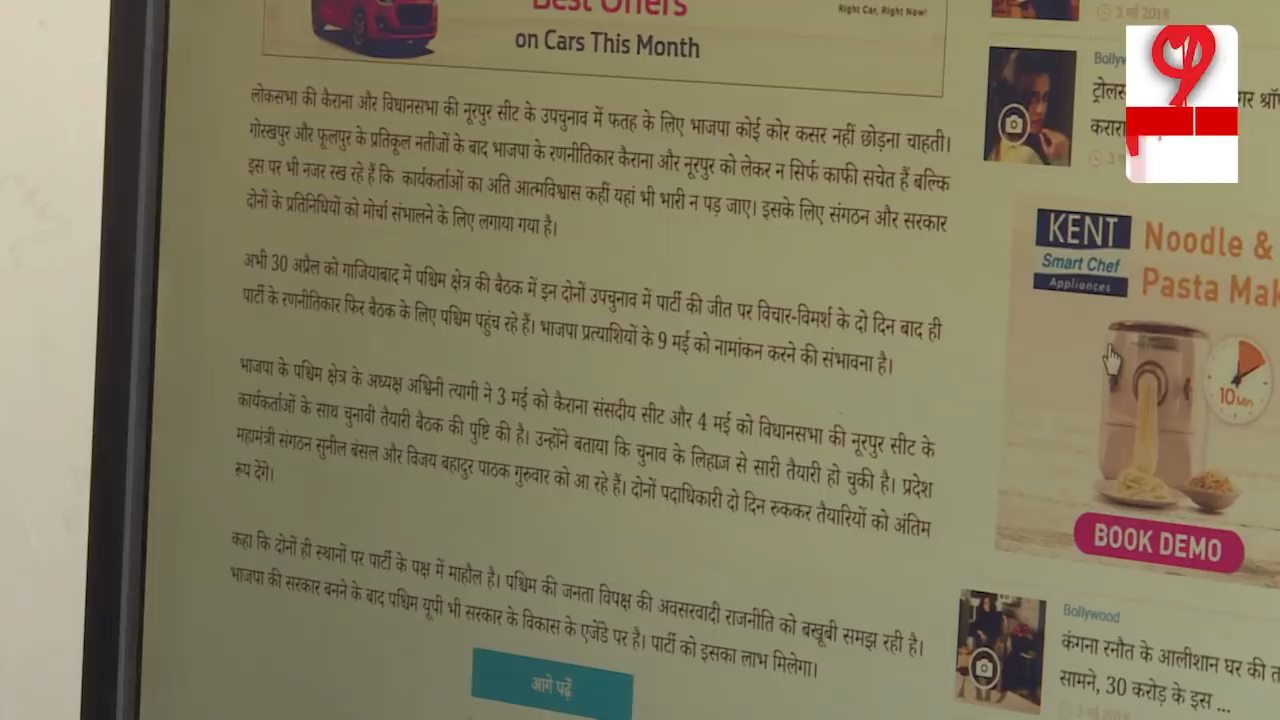 Best Offers
on Cars This Month
Right Car, Right Now!
लोकसभा की कैराना और विधानसभा की नूरपुर सीट के उपचुनाव में फतह के लिए भाजपा कोई कोर कसर नहीं छोड़ना चाहती।
गोरखपुर और फूलपुर के प्रतिकूल नतीजों के बाद भाजपा के रणनीतिकार कैराना और नूरपुर को लेकर न सिर्फ काफी सचेत हैं बल्कि
इस पर भी नजर रख रहे हैं कि कार्यकर्ताओं का अति आत्मविश्वास कहीं यहां भी भारी न पड़ जाए। इसके लिए संगठन और सरकार
दोनों के प्रतिनिधियों को मोर्चा संभालने के लिए लगाया गया है।
अभी 30 अप्रैल को गाजियाबाद में पश्चिम क्षेत्र की बैठक में इन दोनों उपचुनाव में पार्टी की जीत पर विचार-विमर्श के दो दिन बाद ही
पार्टी के रणनीतिकार फिर बैठक के लिए पश्चिम पहुंच रहे हैं। भाजपा प्रत्याशियों के 9 मई को नामांकन करने की संभावना है।
भाजपा के पश्चिम क्षेत्र के अध्यक्ष अश्विनी त्यागी ने 3 मई को कैराना संसदीय सीट और 4 मई को विधानसभा की नूरपुर सीट के
कार्यकर्ताओं के साथ चुनावी तैयारी बैठक की पुष्टि की है। उन्होंने बताया कि चुनाव के लिहाज़ से सारी तैयारी हो चुकी है। प्रदेश
महामंत्री संगठन सुनील बंसल और विजय बहादुर पाठक गुरुवार को आ रहे हैं। दोनों पदाधिकारी दो दिन रुककर तैयारियों को अंतिम
रूप देंगे।
कहा कि दोनों ही स्थानों पर पार्टी के पक्ष में माहौल है। पश्चिम की जनता विपक्ष की अवसरवादी राजनीति को बखूबी समझ रही है।
भाजपा की सरकार बनने के बाद पश्चिम यूपी भी सरकार के विकास के एजेंडे पर है। पार्टी को इसका लाभ मिलेगा।
आगे पढ़ें
3 मई 2018
KENT
Smart Chef
Appliances
Noodle &
Pasta
10 Min
BOOK DEMO
Bollywood
कंगना रनौत के आलीशान घर की
सामने, 30 करोड़ के इस ...
3 मई 2018